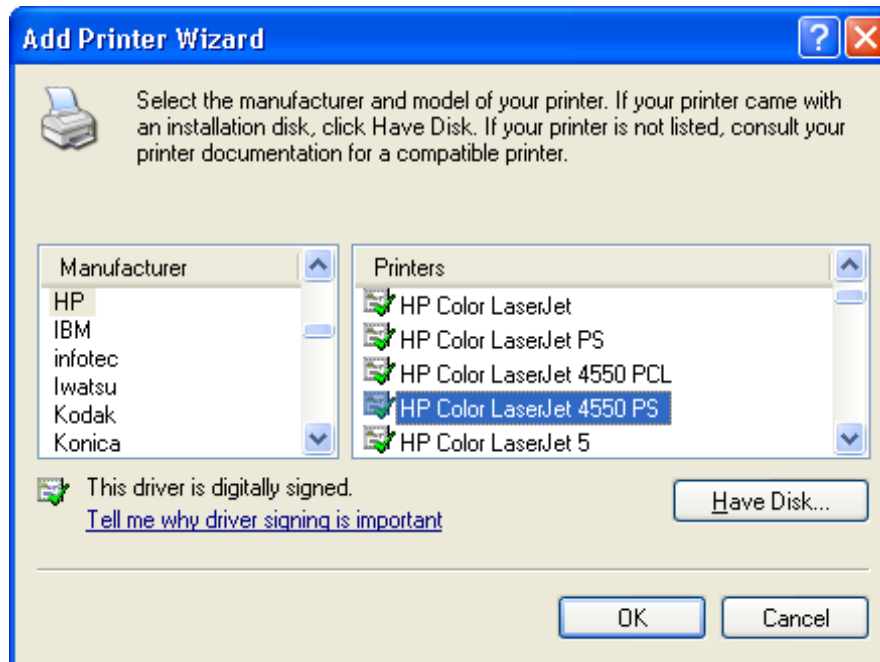 Add Printer Wizard
?
Select the manufacturer and model of your printer. If your printer came with
an installation disk, click Have Disk. If your printer is not listed, consult your
printer documentation for a compatible printer.
Manufacturer
HP
IBM
infotec
Iwatsu
Kodak
Konica
Printers
HP Color LaserJet
HP Color LaserJet PS
HP Color LaserJet 4550 PCL
HP Color LaserJet 4550 PS
HP Color LaserJet 5
This driver is digitally signed.
Tell me why driver signing is important
Have Disk...
OK
Cancel